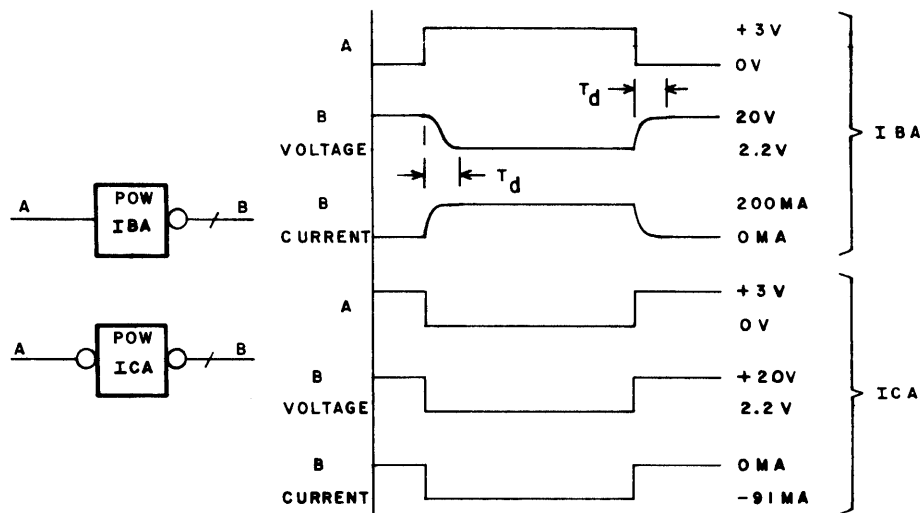 A
+3V
0V
Td
B
VOLTAGE
20V
2.2V
Td
IBA
A
POW
IBA
B
B
CURRENT
200MA
0MA
A
POW
ICA
B
A
+3V
0V
B
VOLTAGE
+20V
2.2V
ICA
B
CURRENT
0MA
-91MA